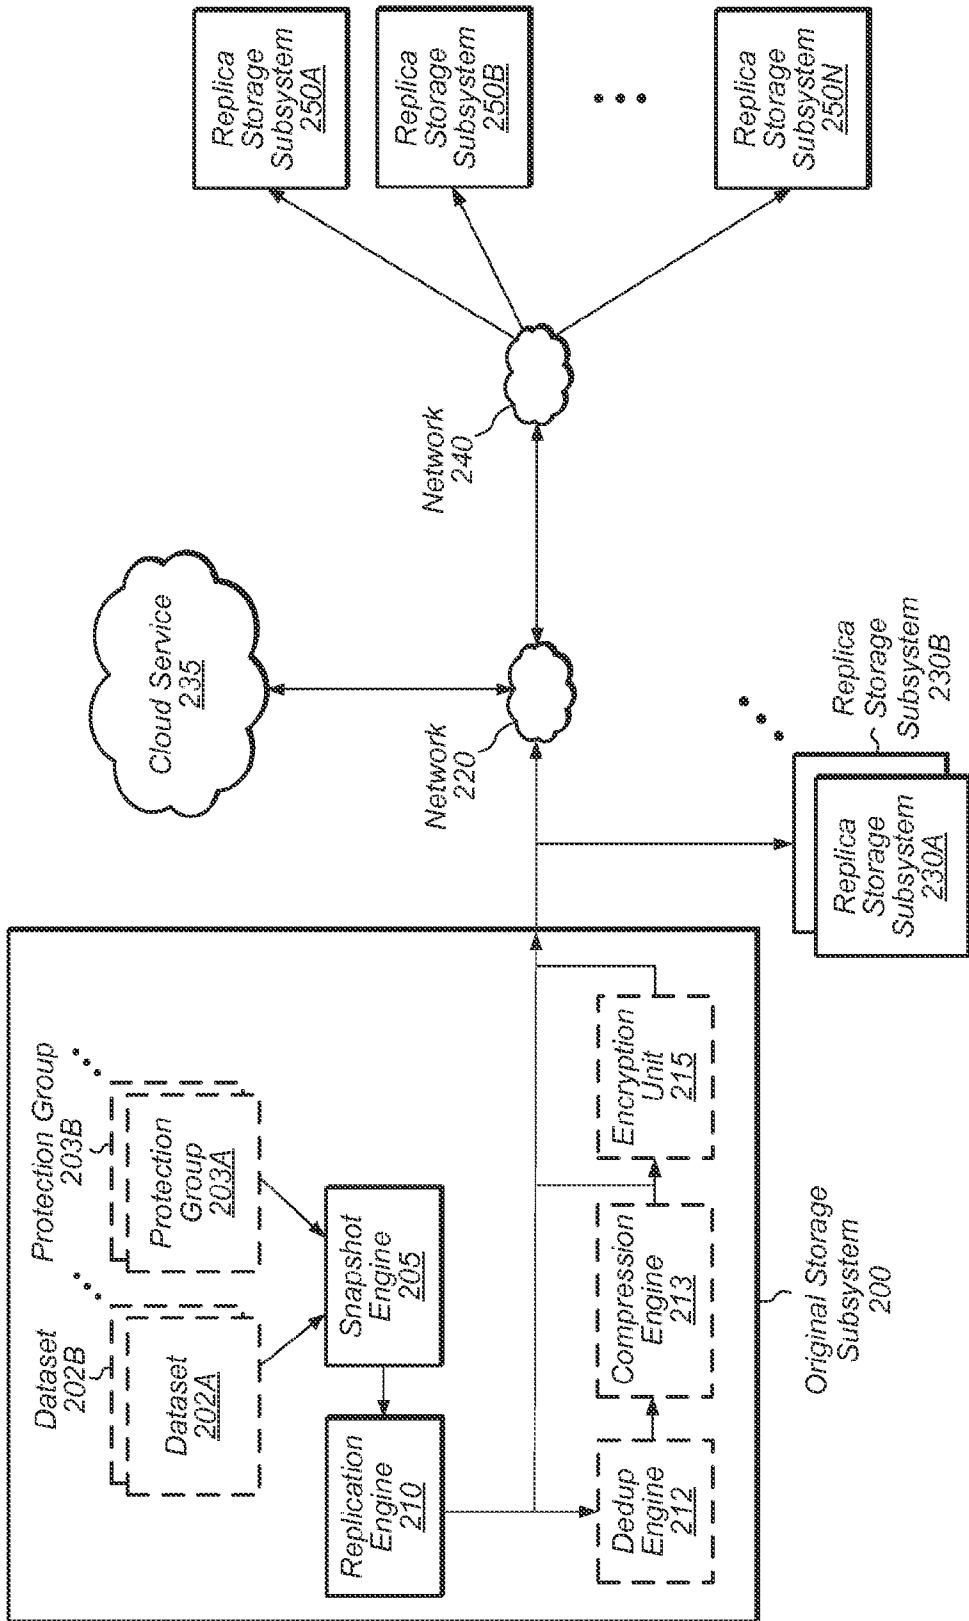 Dataset
202B
Dataset
202A
Protection Group
203B
Protection
Group
203A
Snapshot
Engine
205
Replication
Engine
210
Dedup
Engine
212
Compression
Engine
213
Encryption
Unit
215
Original Storage
Subsystem
200
Cloud Service
235
Network
220
Network
240
Replica
Storage
Subsystem
230A
Replica
Storage
Subsystem
230B
Replica
Storage
Subsystem
250A
Replica
Storage
Subsystem
250B
Replica
Storage
Subsystem
250N